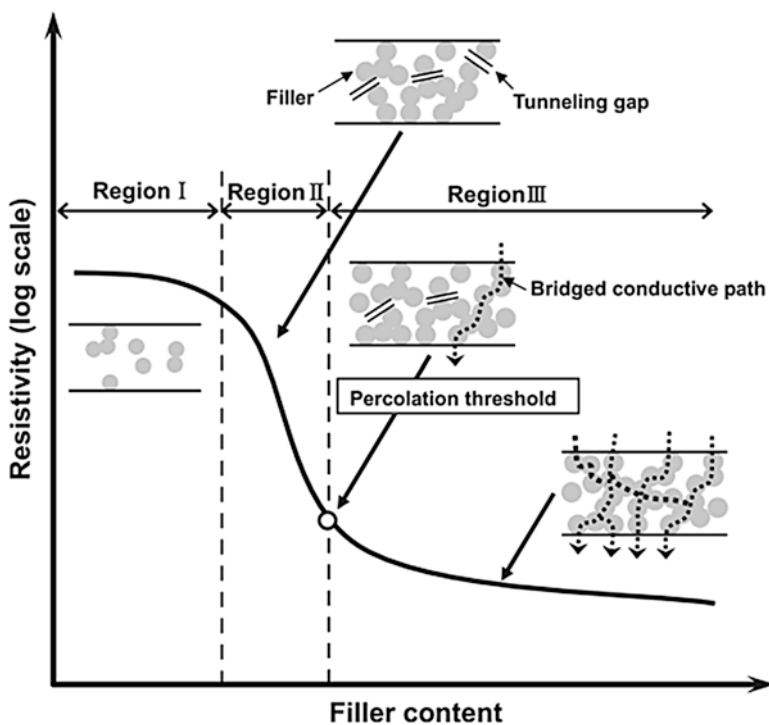 Filler
Tunneling gap
Region Ⅰ
Region Ⅱ
Region Ⅲ
Bridged conductive path
Percolation threshold
Resistivity (log scale)
Filler content